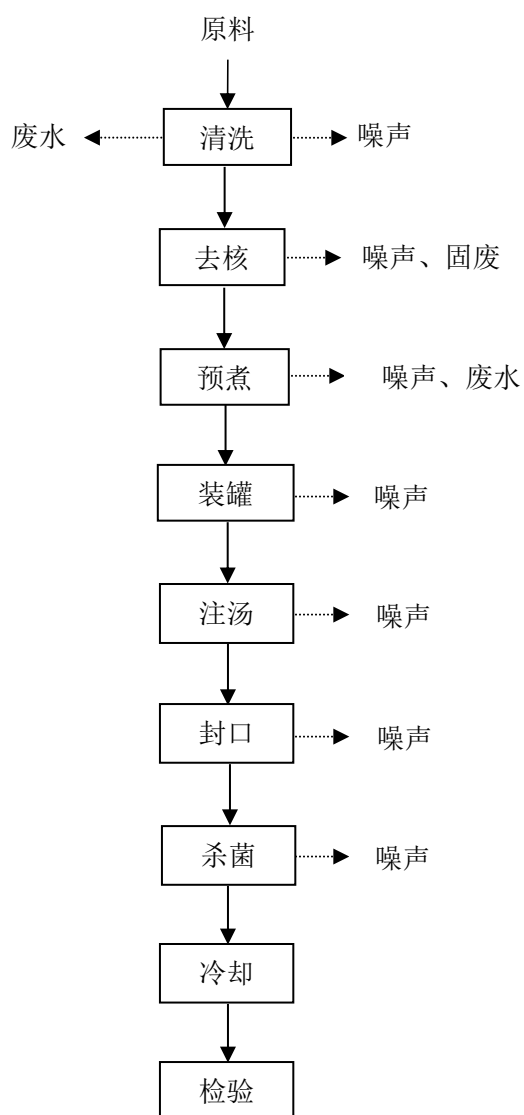 原料
废水 清洗 噪声
去核 噪声、固废
预煮 噪声、废水
装罐 噪声
注汤 噪声
封口 噪声
杀菌 噪声
冷却
检验